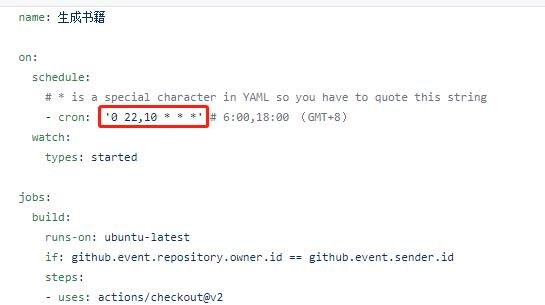 name: 生成书籍
on:
schedule:
# * is a special character in YAML so you have to quote this string
- cron: '0 22,10 * * *' # 6:00,18:00 （GMT+8）
watch:
types: started
jobs:
build:
runs-on: ubuntu-latest
if: github.event.repository.owner.id == github.event.sender.id
steps:
- uses: actions/checkout@v2